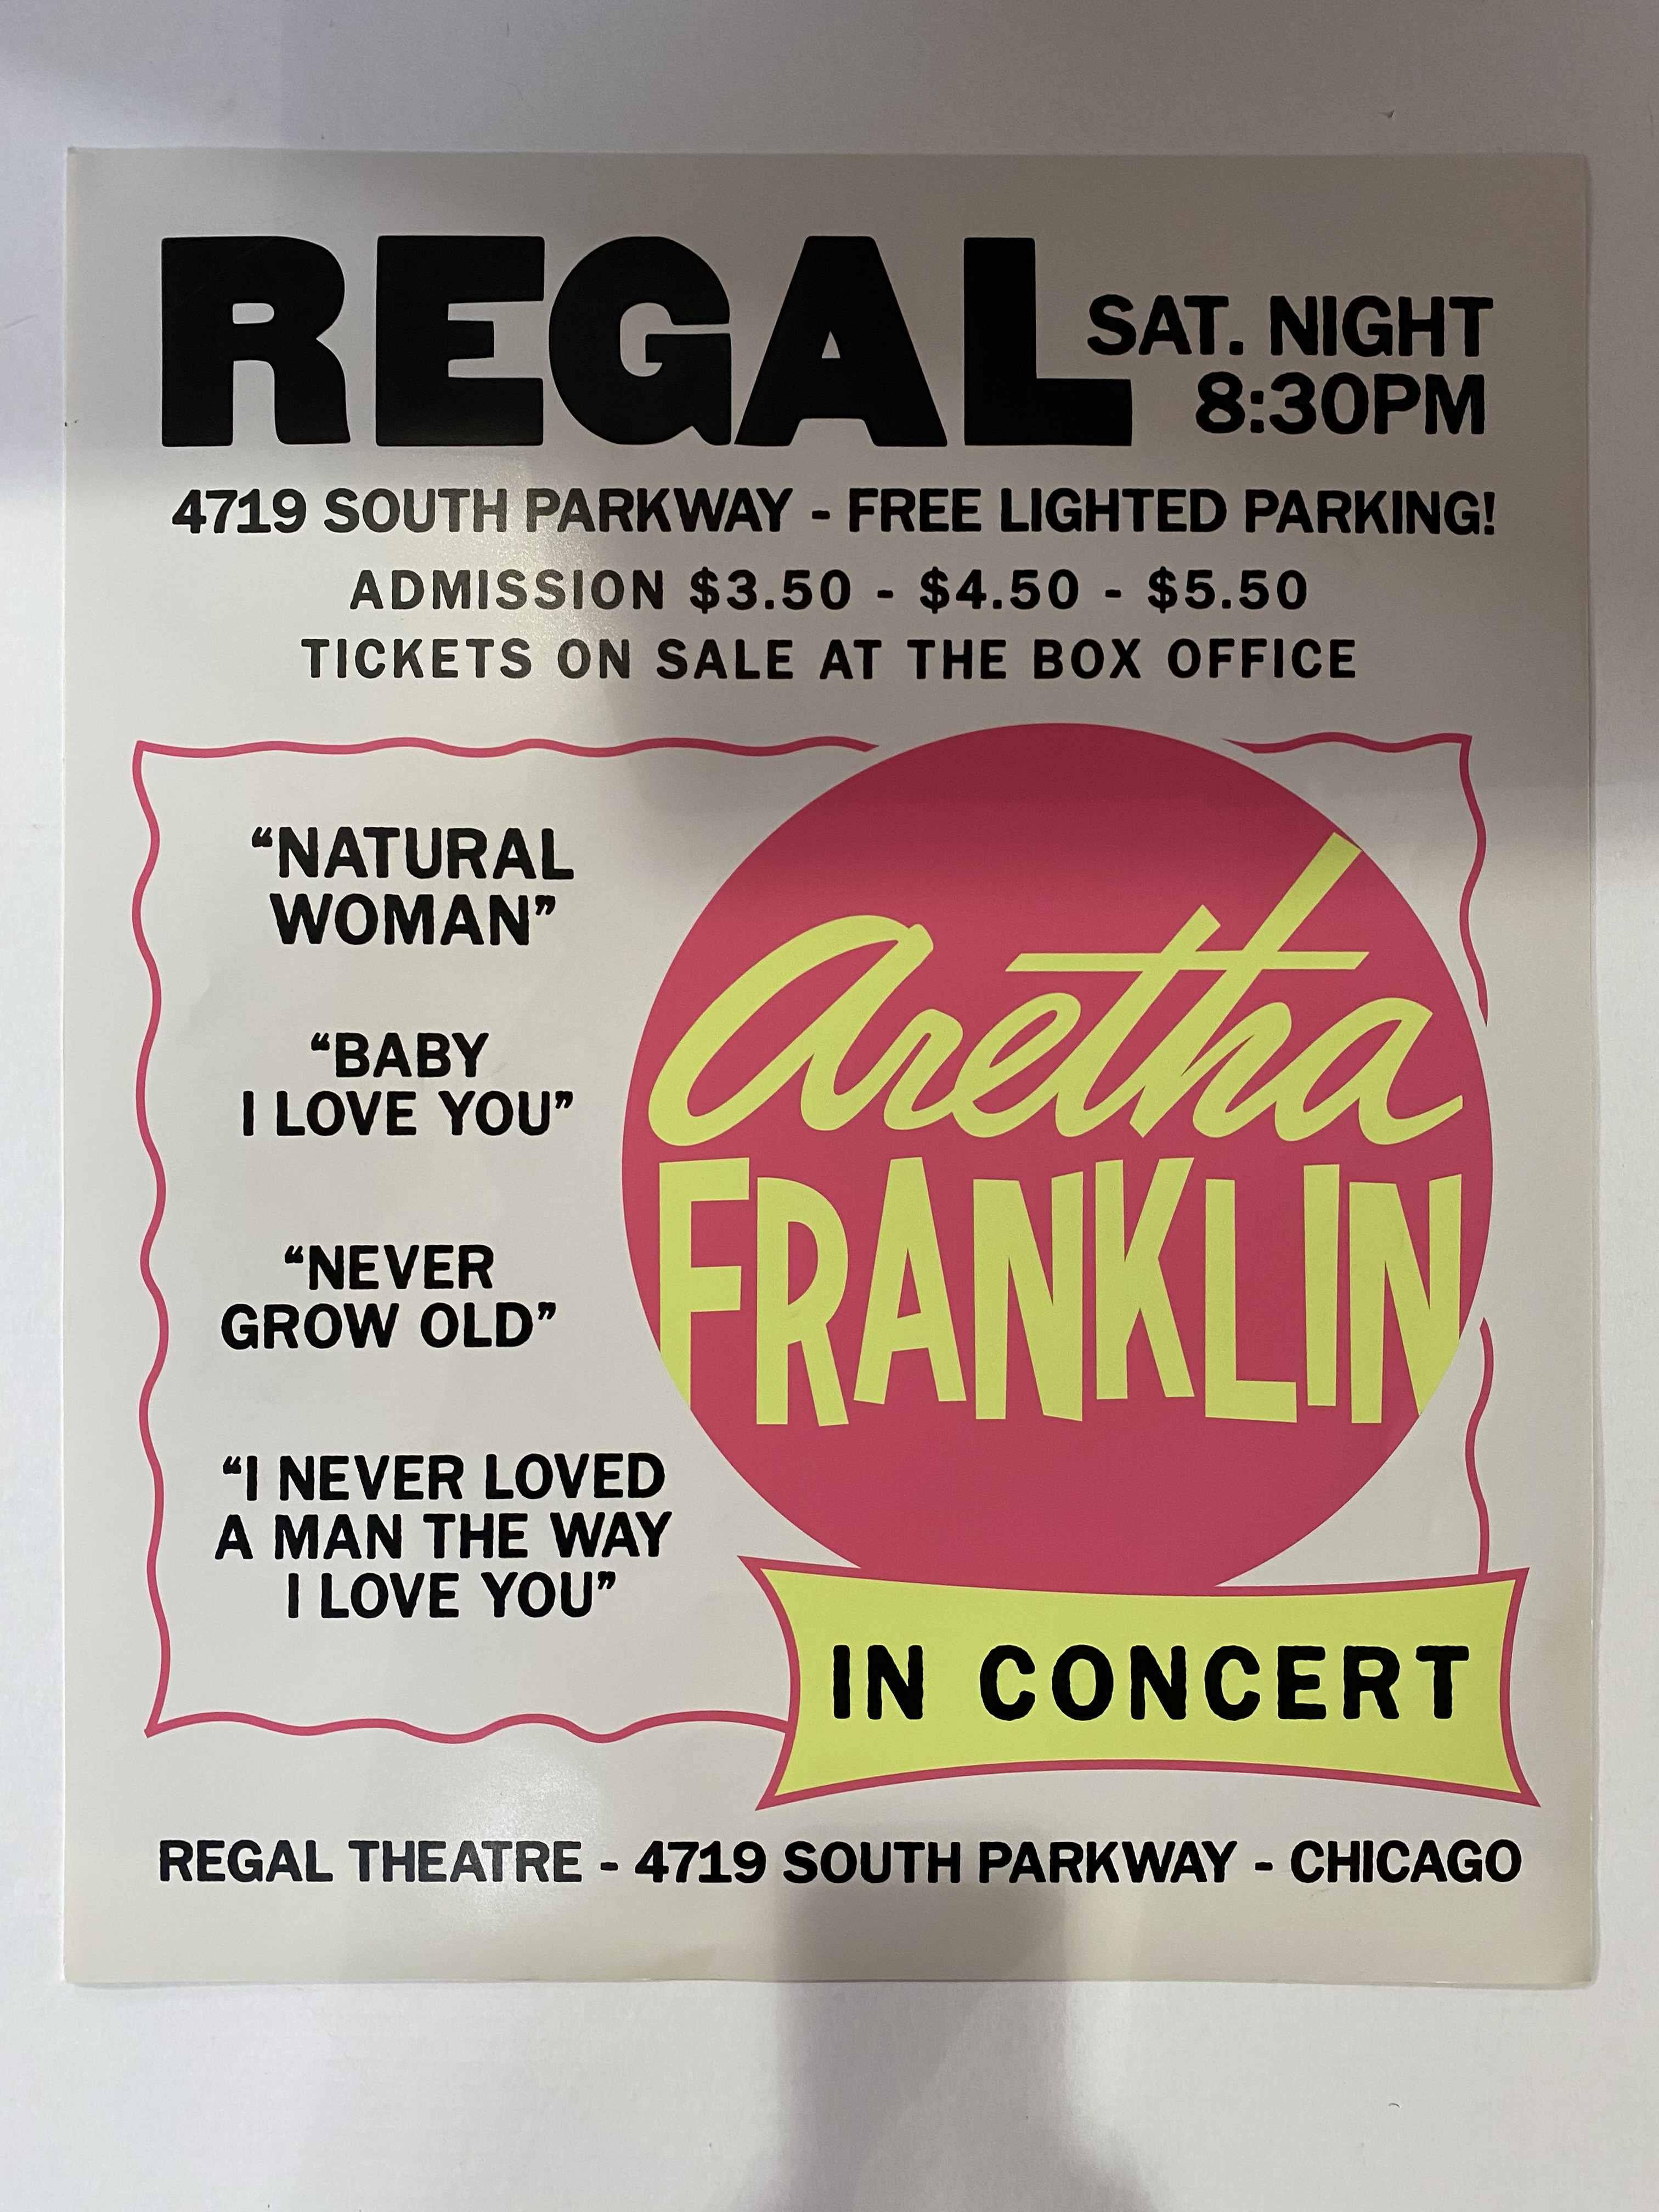 REGAL
SAT. NIGHT
8:30PM
4719 SOUTH PARKWAY - FREE LIGHTED PARKING!
ADMISSION $3.50 - $4.50 - $5.50
TICKETS ON SALE AT THE BOX OFFICE
“NATURAL
WOMAN”
“BABY
I LOVE YOU”
“NEVER
GROW OLD”
“I NEVER LOVED
A MAN THE WAY
I LOVE YOU”
Aretha
FRANKLIN
IN CONCERT
REGAL THEATRE - 4719 SOUTH PARKWAY - CHICAGO